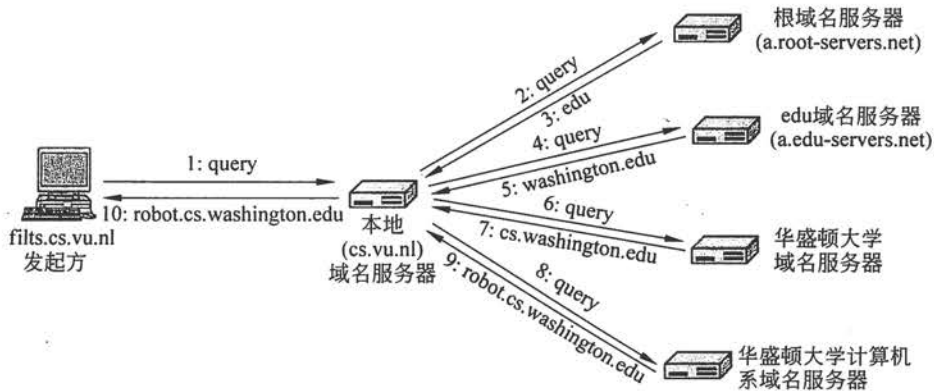 根域名服务器
(a.root-servers.net)
2: query
3: edu
edu域名服务器
(a.edu-servers.net)
4: query
5: washington.edu
1: query
10: robot.cs.washington.edu
filts.cs.vu.nl
发起方
本地
(cs.vu.nl)
域名服务器
6: query
7: cs.washington.edu
华盛顿大学
域名服务器
8: query
9: robot.cs.washington.edu
华盛顿大学计算机
系域名服务器